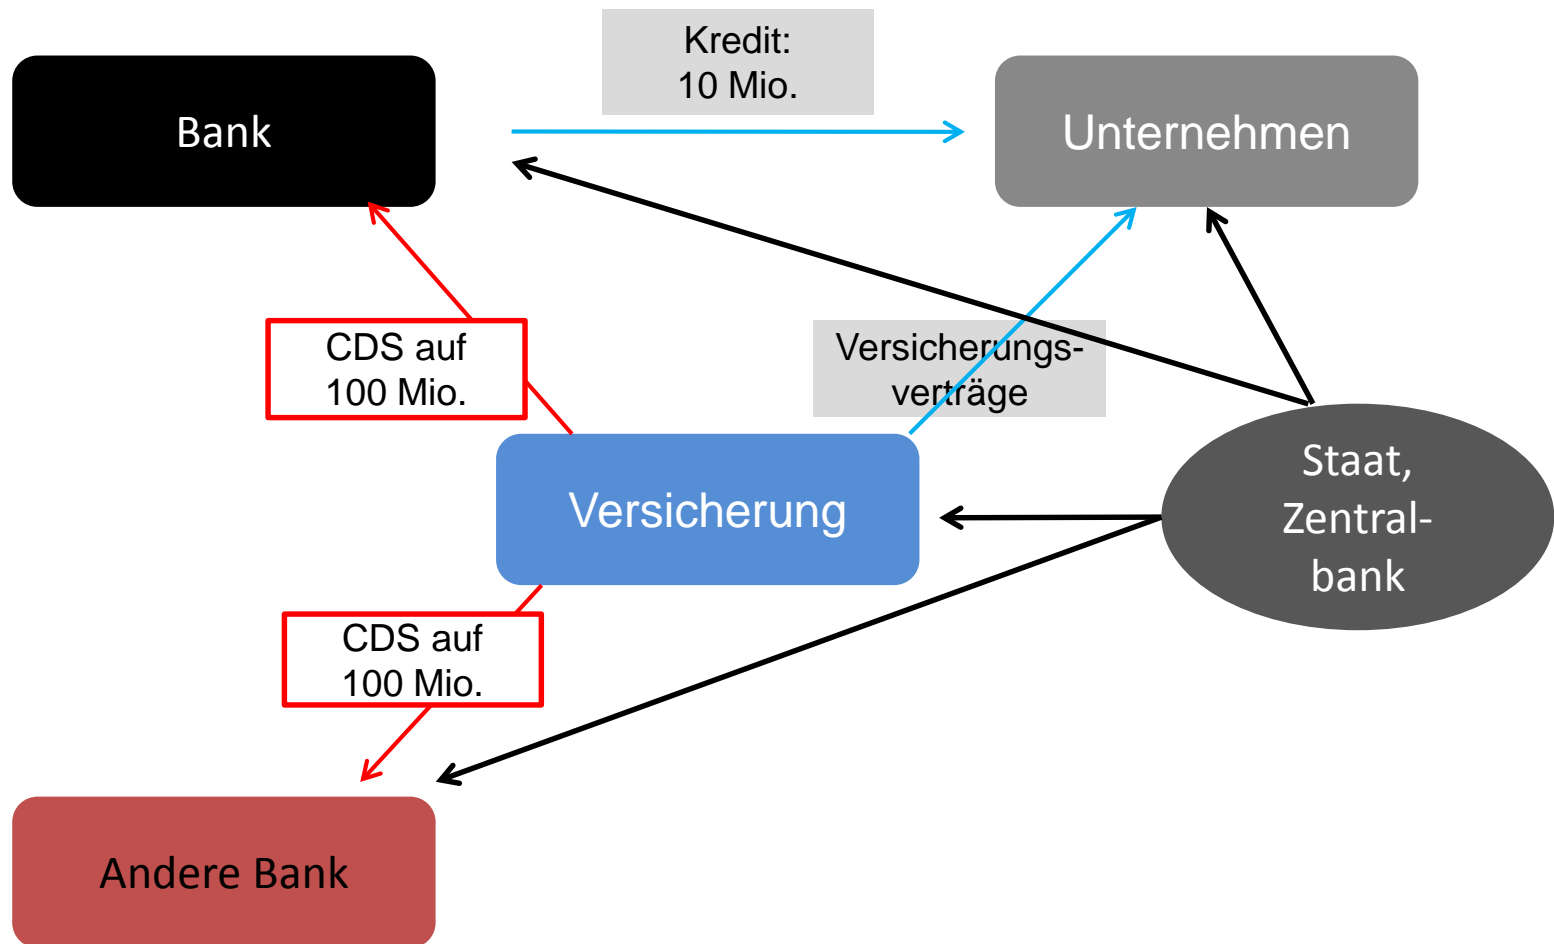 Kredit:
10 Mio.
Bank
Unternehmen
CDS auf
100 Mio.
Versicherungs-
verträge
Versicherung
Staat,
Zentral-
bank
CDS auf
100 Mio.
Andere Bank